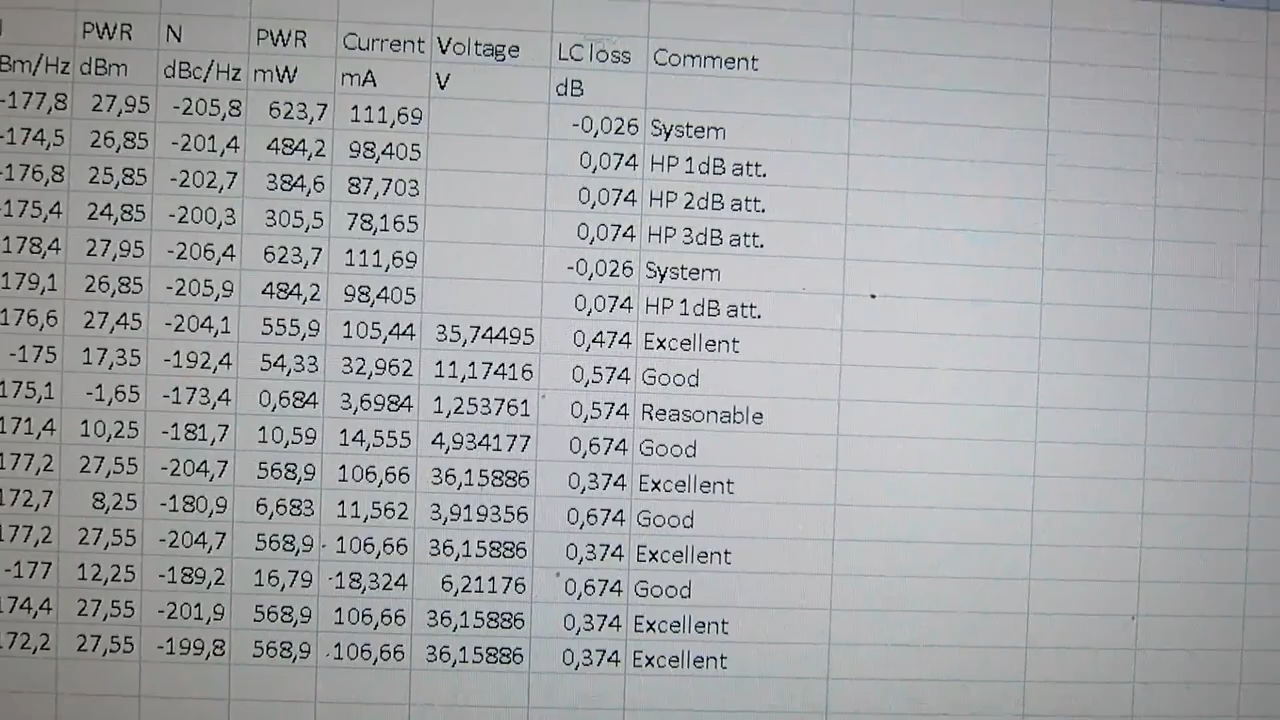 PWR N PWR Current Voltage LC loss Comment
Bm/Hz dBm dBc/Hz mW mA V dB
-177,8 27,95 -205,8 623,7 111,69 -0,026 System
-174,5 26,85 -201,4 484,2 98,405 0,074 HP 1dB att.
-176,8 25,85 -202,7 384,6 87,703 0,074 HP 2dB att.
-175,4 24,85 -200,3 305,5 78,165 0,074 HP 3dB att.
178,4 27,95 -206,4 623,7 111,69 -0,026 System
179,1 26,85 -205,9 484,2 98,405 0,074 HP 1dB att.
176,6 27,45 -204,1 555,9 105,44 35,74495 0,474 Excellent
-175 17,35 -192,4 54,33 32,962 11,17416 0,574 Good
175,1 -1,65 -173,4 0,684 3,6984 1,253761 0,574 Reasonable
171,4 10,25 -181,7 10,59 14,555 4,934177 0,674 Good
177,2 27,55 -204,7 568,9 106,66 36,15886 0,374 Excellent
172,7 8,25 -180,9 6,683 11,562 3,919356 0,674 Good
177,2 27,55 -204,7 568,9 106,66 36,15886 0,374 Excellent
-177 12,25 -189,2 16,79 18,324 6,21176 0,674 Good
174,4 27,55 -201,9 568,9 106,66 36,15886 0,374 Excellent
172,2 27,55 -199,8 568,9 106,66 36,15886 0,374 Excellent